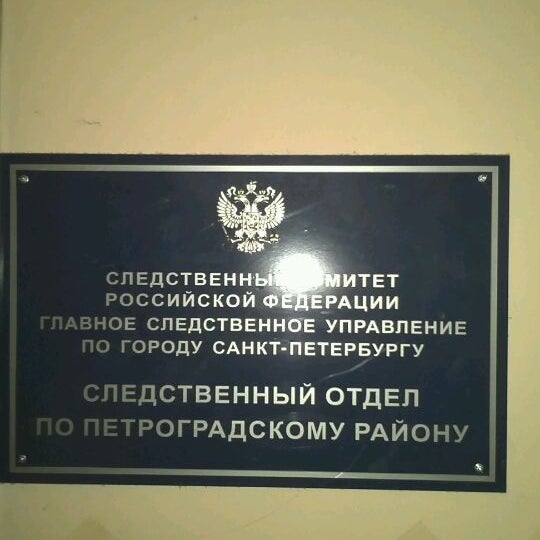 СЛЕДСТВЕННЫЙ КОМИТЕТ
РОССИЙСКОЙ ФЕДЕРАЦИИ
ГЛАВНОЕ СЛЕДСТВЕННОЕ УПРАВЛЕНИЕ
ПО ГОРОДУ САНКТ-ПЕТЕРБУРГУ
СЛЕДСТВЕННЫЙ ОТДЕЛ
ПО ПЕТРОГРАДСКОМУ РАЙОНУ